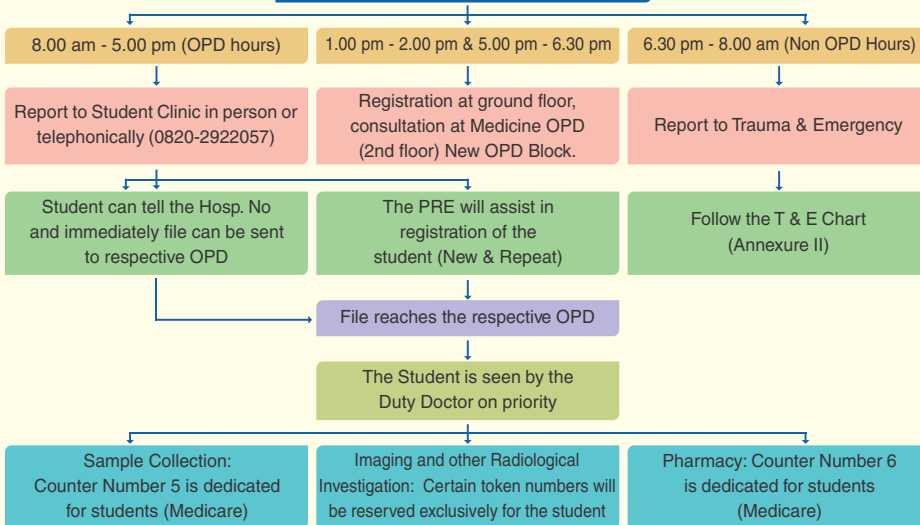 8.00 am - 5.00 pm (OPD hours)
1.00 pm - 2.00 pm & 5.00 pm - 6.30 pm
6.30 pm - 8.00 am (Non OPD Hours)
Report to Student Clinic in person or
telephonically (0820-2922057)
Registration at ground floor,
consultation at Medicine OPD
(2nd floor) New OPD Block.
Report to Trauma & Emergency
Student can tell the Hosp. No
and immediately file can be sent
to respective OPD
The PRE will assist in
registration of the
student (New & Repeat)
Follow the T & E Chart
(Annexure II)
File reaches the respective OPD
The Student is seen by the
Duty Doctor on priority
Sample Collection:
Counter Number 5 is dedicated
for students (Medicare)
Imaging and other Radiological
Investigation: Certain token numbers will
be reserved exclusively for the student
Pharmacy: Counter Number 6
is dedicated for students
(Medicare)